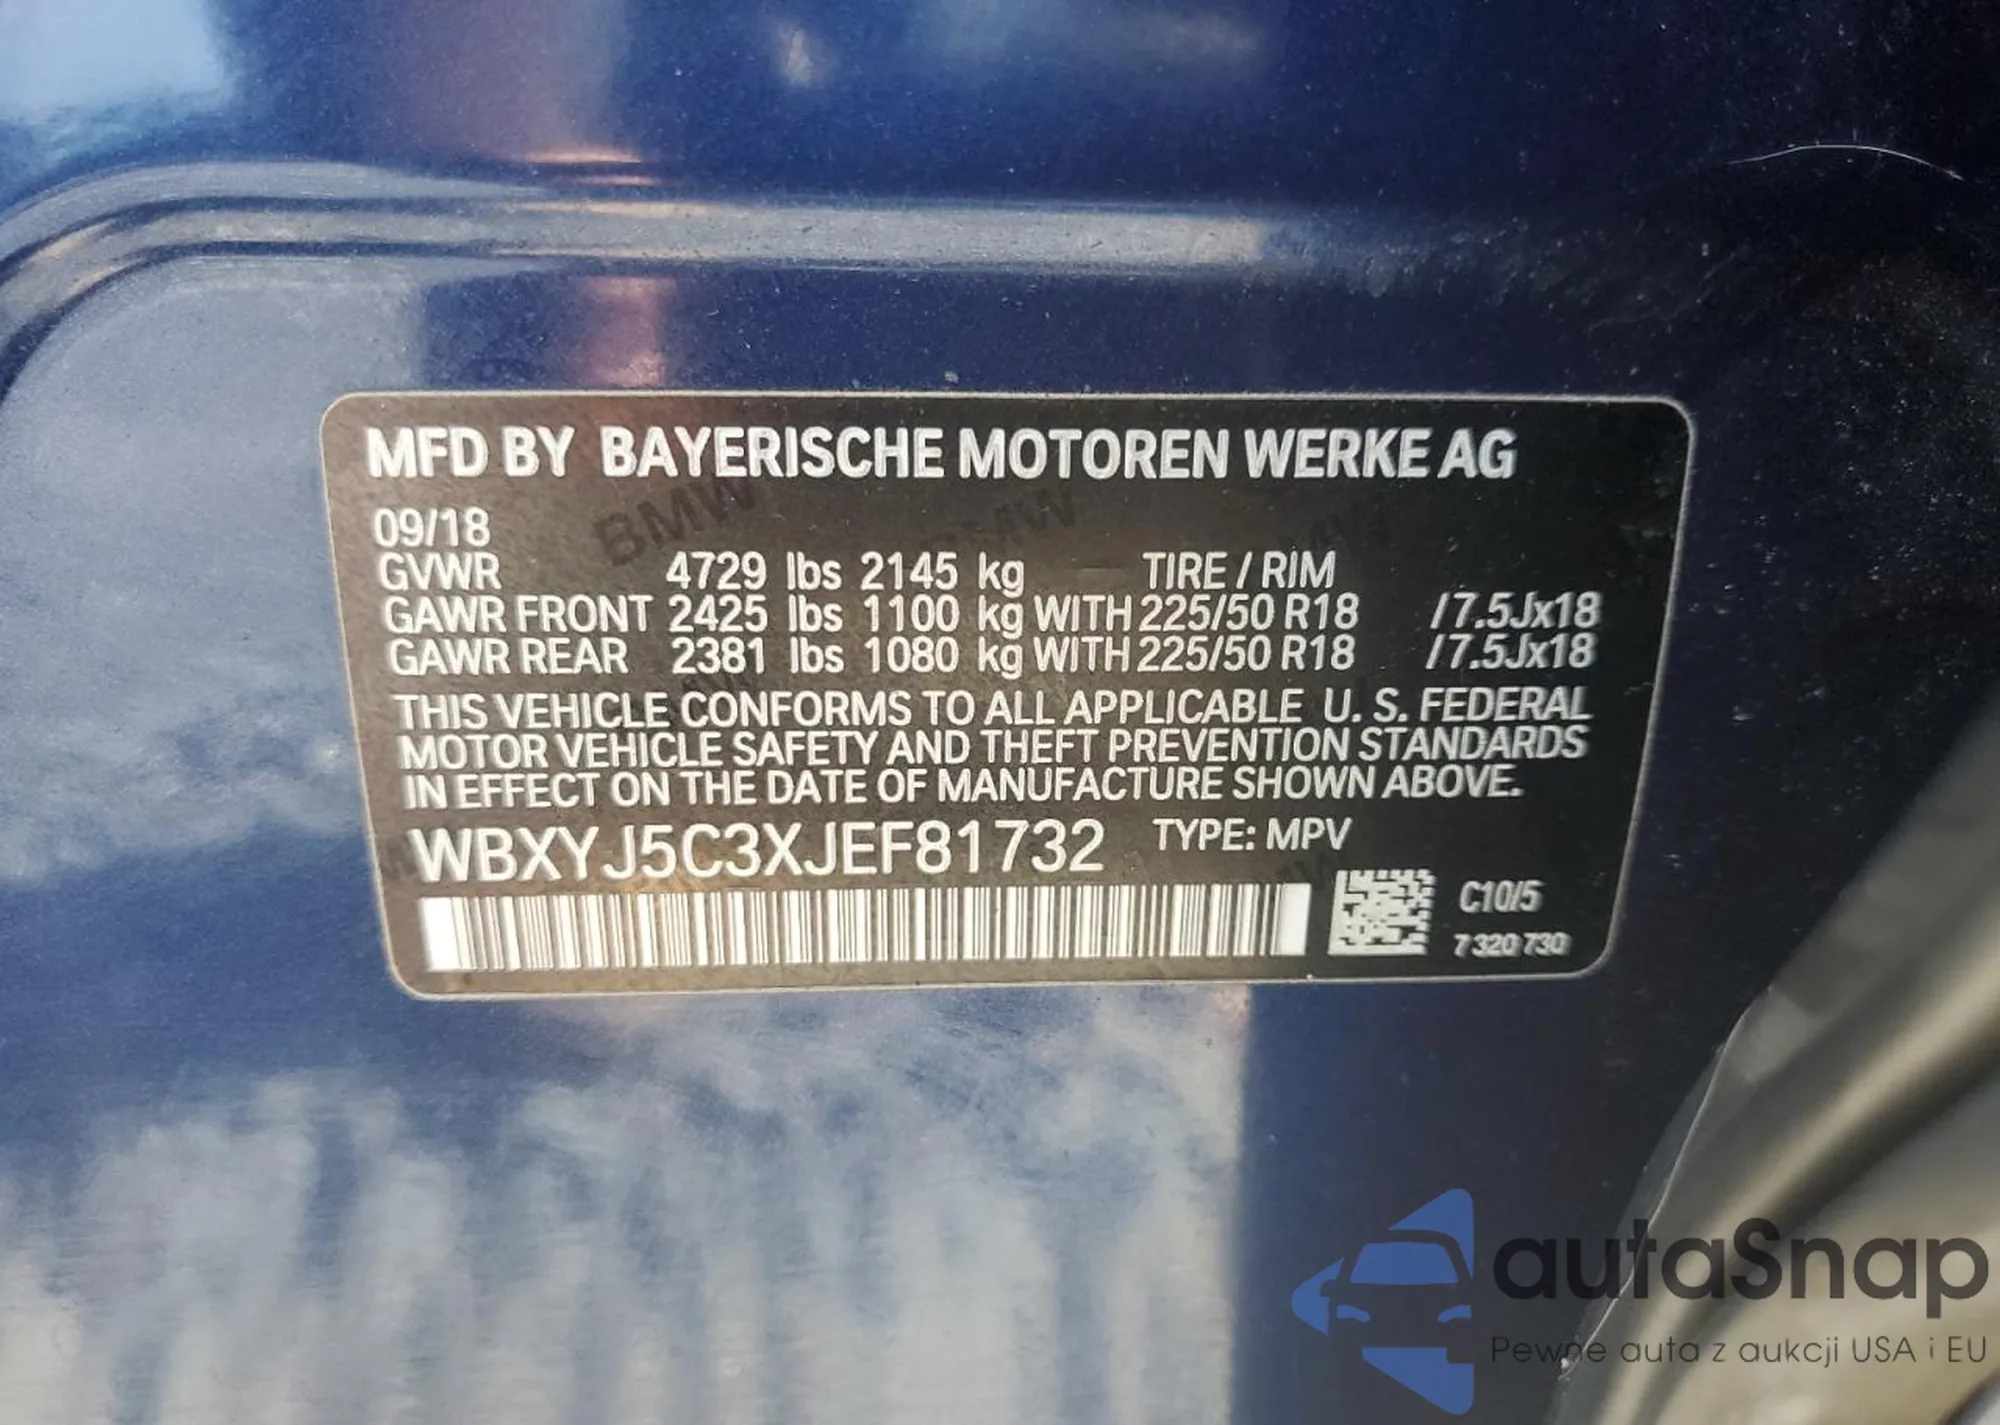 MFD BY BAYERISCHE MOTOREN WERKE AG
09/18
GVWR 4729 lbs 2145 kg TIRE / RIM
GAWR FRONT 2425 lbs 1100 kg WITH 225/50 R18 /7.5Jx18
GAWR REAR 2381 lbs 1080 kg WITH 225/50 R18 /7.5Jx18
THIS VEHICLE CONFORMS TO ALL APPLICABLE U. S. FEDERAL
MOTOR VEHICLE SAFETY AND THEFT PREVENTION STANDARDS
IN EFFECT ON THE DATE OF MANUFACTURE SHOWN ABOVE.
WBXYJ5C3XJEF81732 TYPE: MPV
C10/5
7 320 730
autaSnap
Pewne auta z aukcji USA i EU